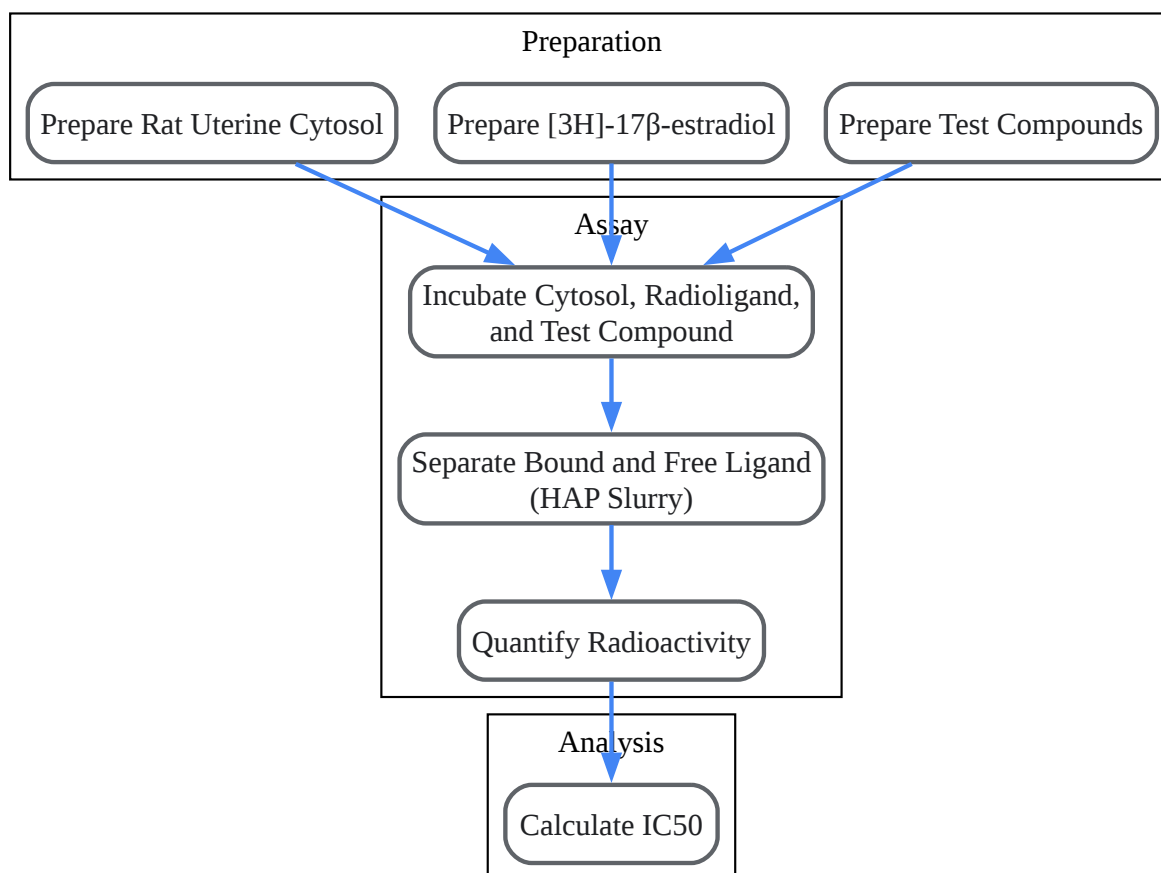 Preparation
Prepare Rat Uterine Cytosol
Prepare [3H]-17β-estradiol
Prepare Test Compounds
Assay
Incubate Cytosol, Radioligand,
and Test Compound
Separate Bound and Free Ligand
(HAP Slurry)
Quantify Radioactivity
Analysis
Calculate IC50